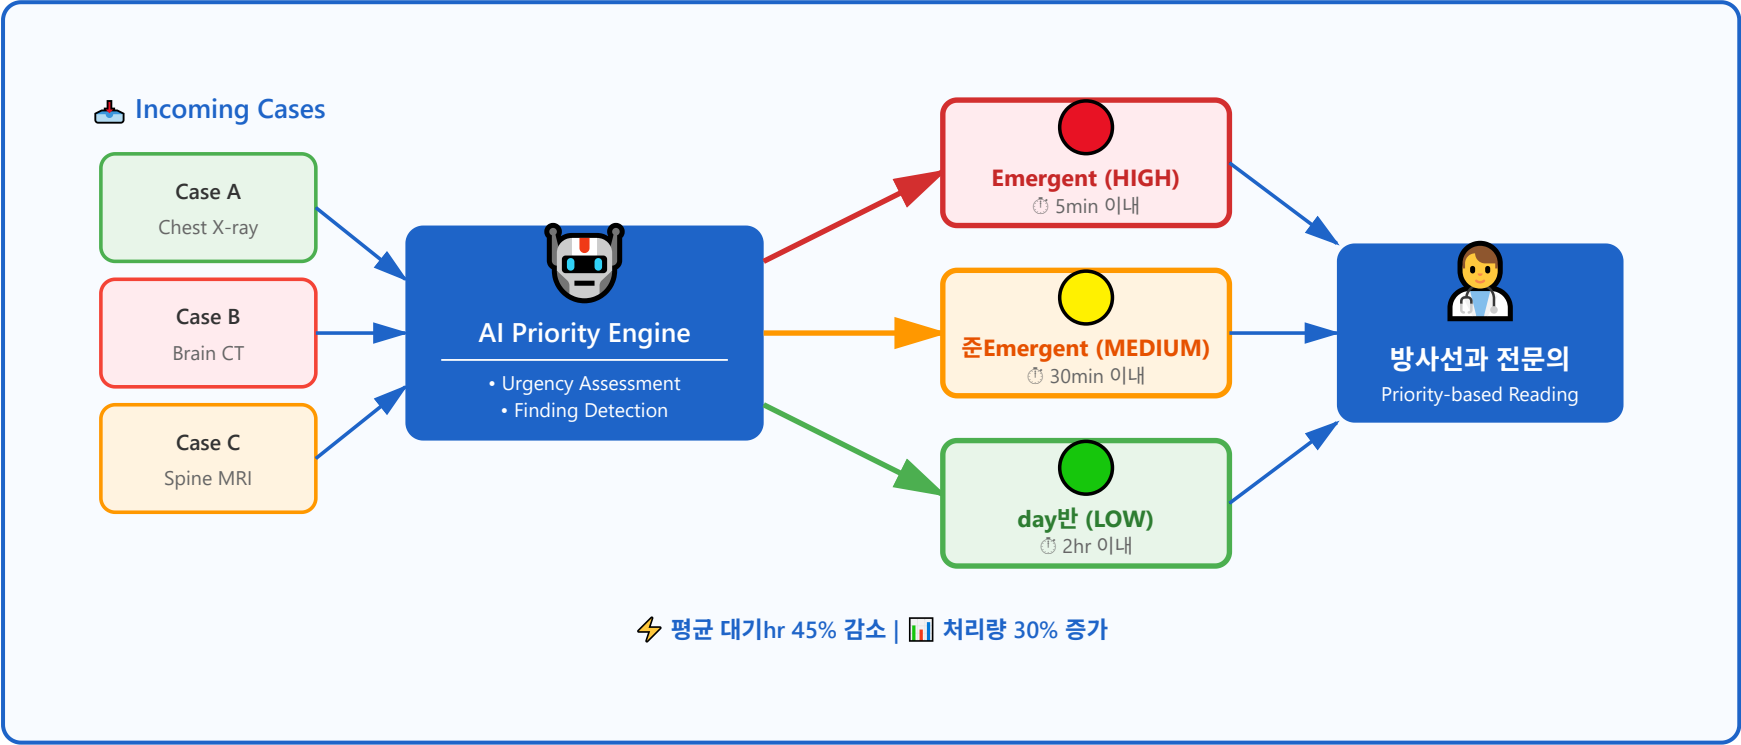 Incoming Cases
Case A
Chest X-ray
Case B
Brain CT
Case C
Spine MRI
AI Priority Engine
• Urgency Assessment
• Finding Detection
Emergent (HIGH)
⏱ 5min 이내
준Emergent (MEDIUM)
⏱ 30min 이내
day반 (LOW)
⏱ 2hr 이내
방사선과 전문의
Priority-based Reading
⚡ 평균 대기hr 45% 감소 | 📊 처리량 30% 증가